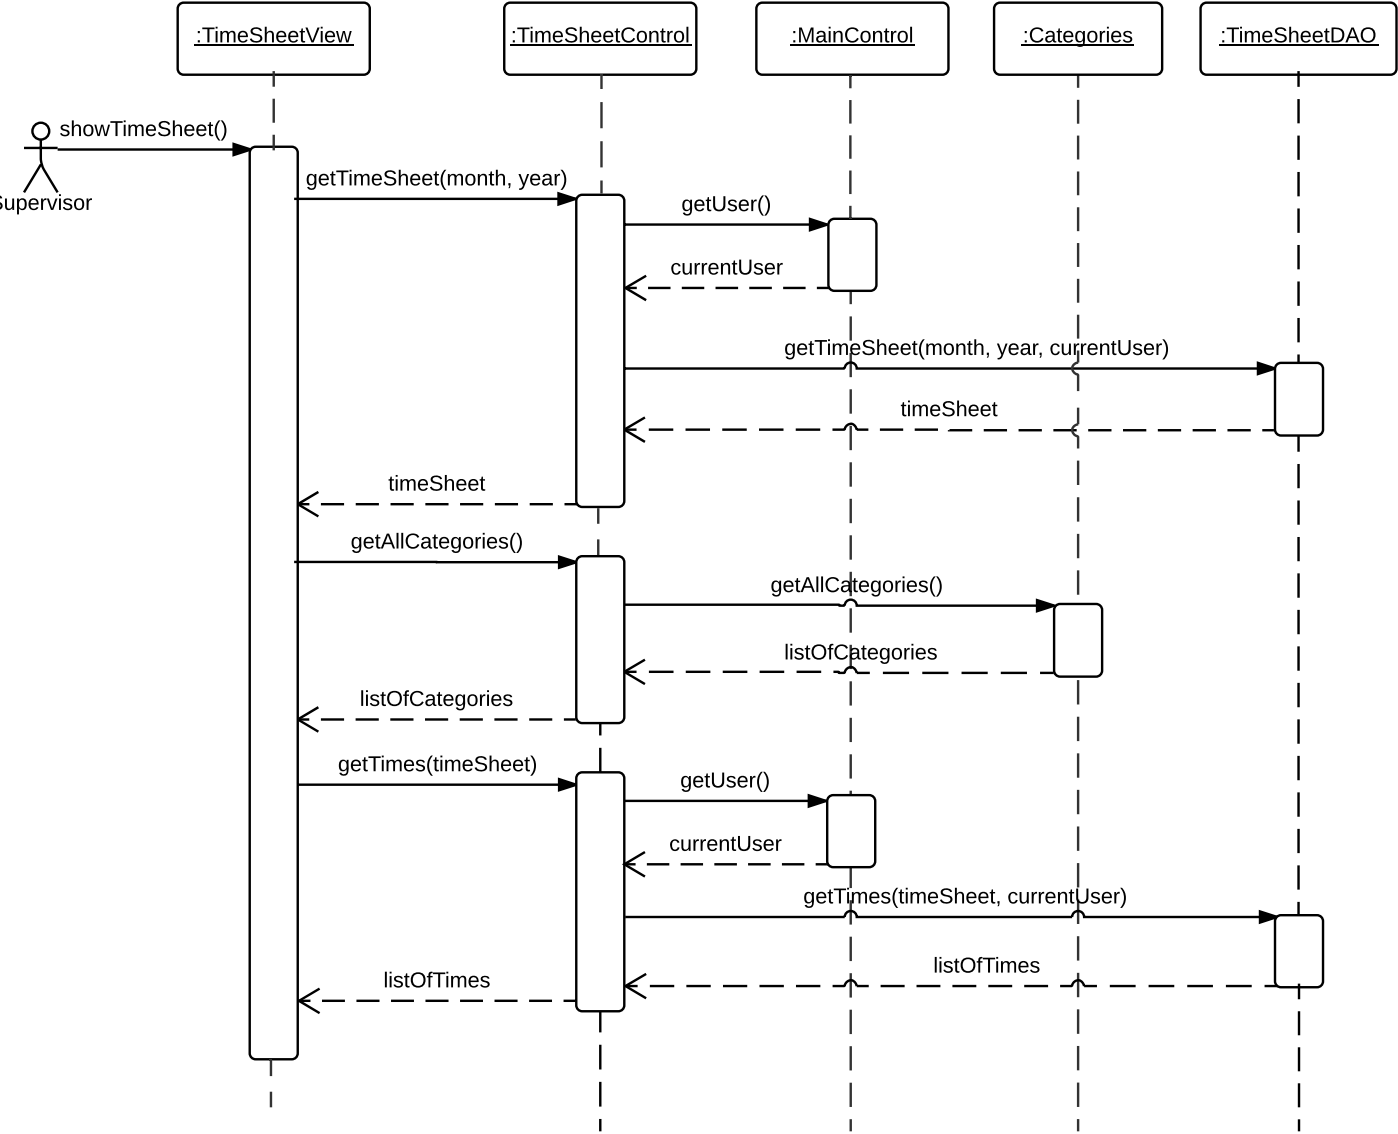 :TimeSheetView
:TimeSheetControl
:MainControl
:Categories
:TimeSheetDAO
showTimeSheet()
Supervisor
getTimeSheet(month, year)
getUser()
currentUser
getTimeSheet(month, year, currentUser)
timeSheet
timeSheet
getAllCategories()
getAllCategories()
listOfCategories
listOfCategories
getTimes(timeSheet)
getUser()
currentUser
getTimes(timeSheet, currentUser)
listOfTimes
listOfTimes